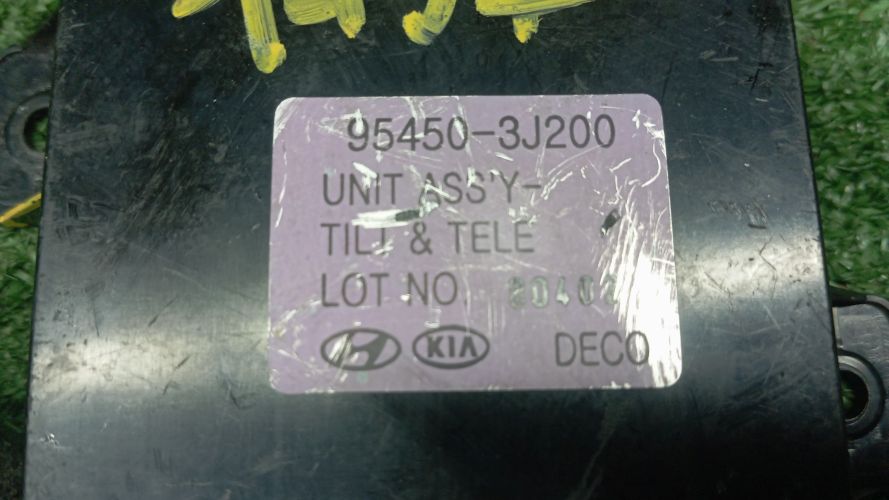 95450-3J200
UNIT ASS'Y-
TILT & TELE
LOT NO.
KIA DECO